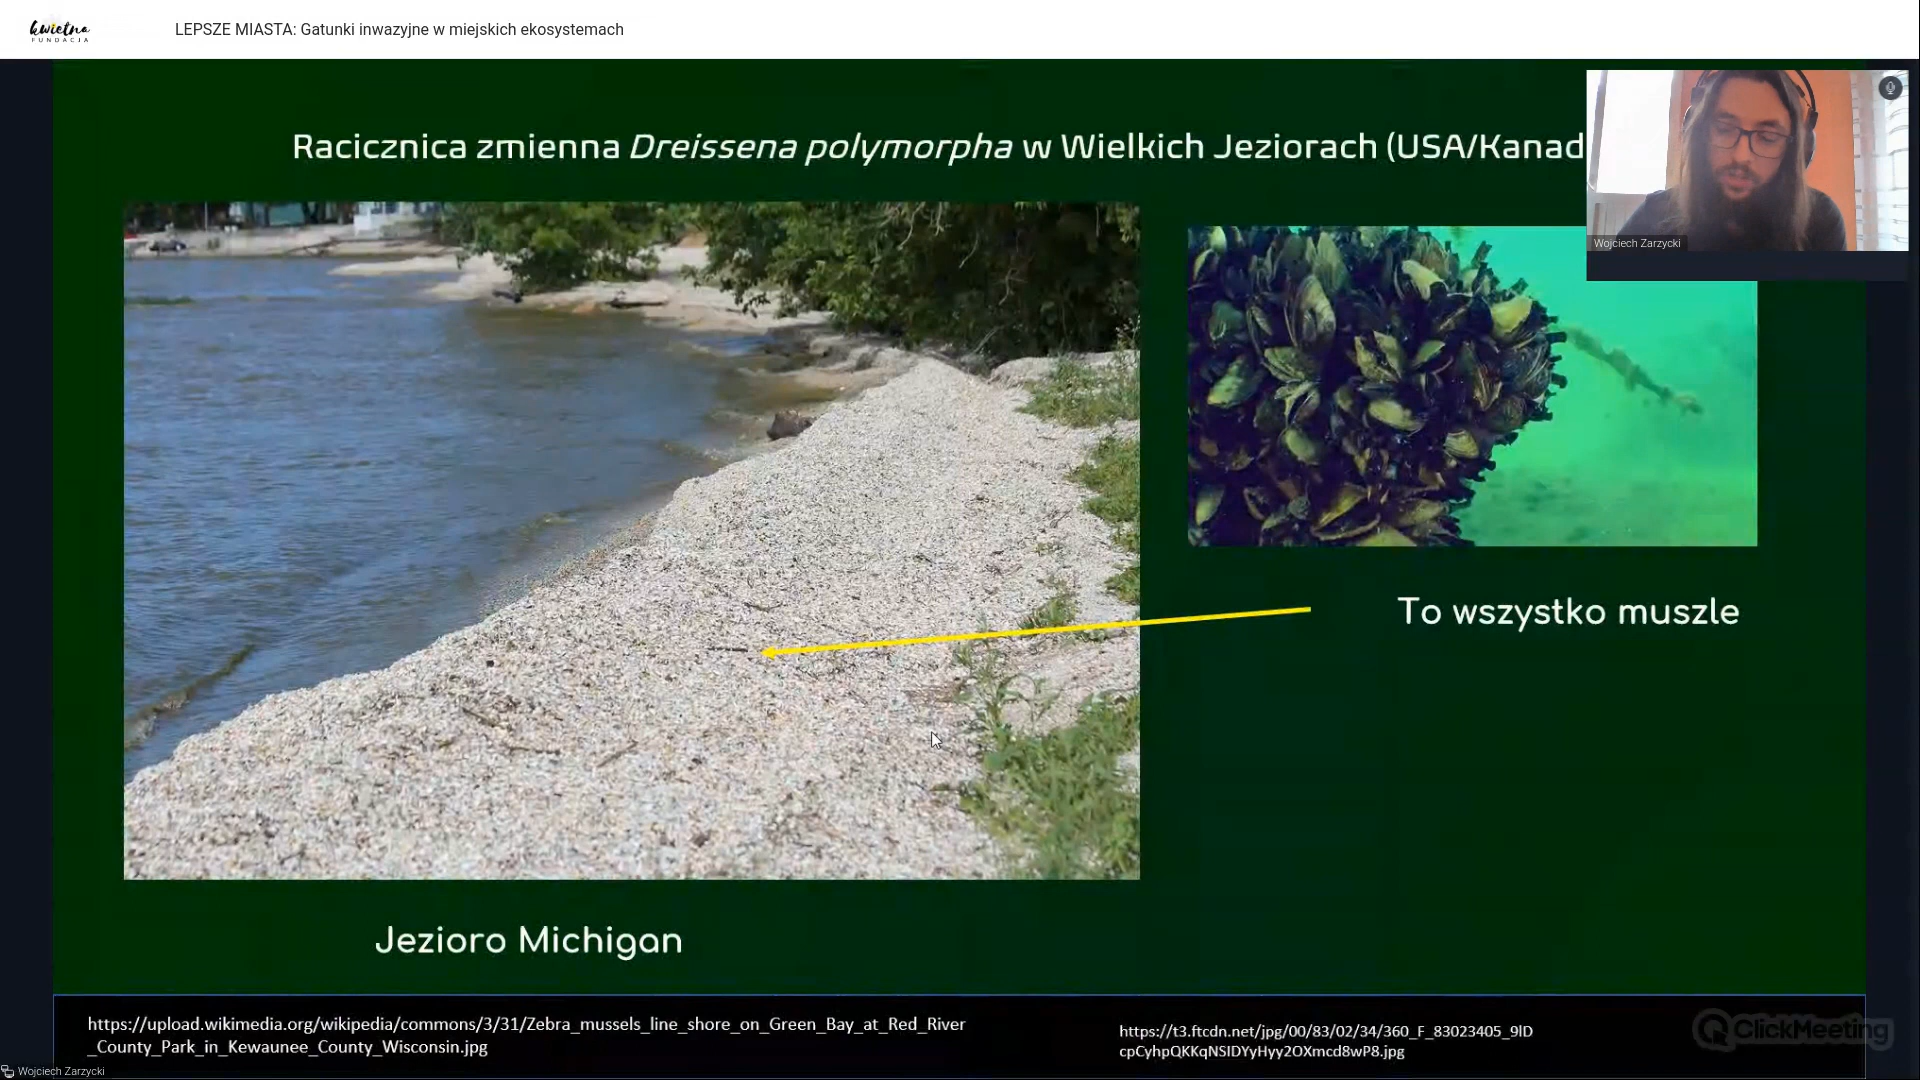 kwietna
FUNDACJA
LEPSZE MIASTA: Gatunki inwazyjne w miejskich ekosystemach
Racicznica zmienna Dreissena polymorpha w Wielkich Jeziorach (USA/Kanad
Wojciech Zarzycki
To wszystko muszle
Jezioro Michigan
https://upload.wikimedia.org/wikipedia/commons/3/31/Zebra_mussels_line_shore_on_Green_Bay_at_Red_River
_County_Park_in_Kewaunee_County_Wisconsin.jpg
https://t3.ftcdn.net/jpg/00/83/02/34/360_F_83023405_9lD
cpCyhpQKKqNSIDYyHyy2OXmcd8wP8.jpg
ClickMeeting
Wojciech Zarzycki